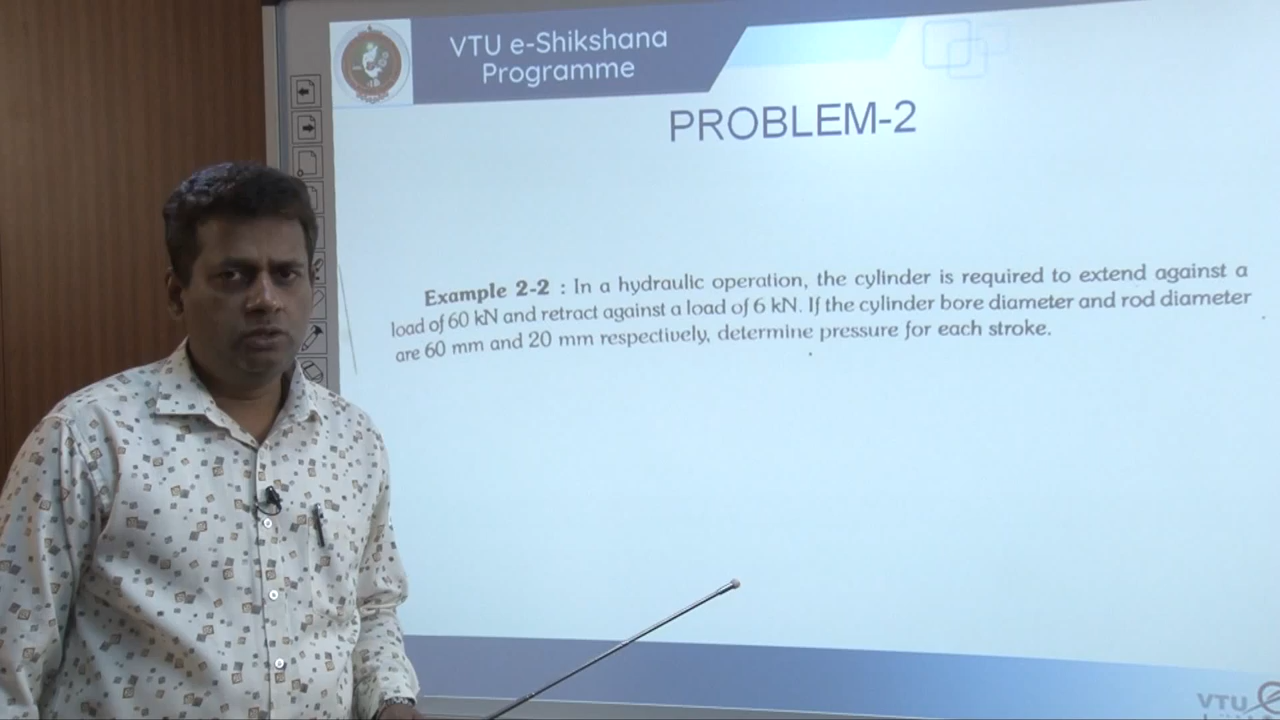 VTU e-Shikshana
Programme
PROBLEM-2
Example 2-2 : In a hydraulic operation, the cylinder is required to extend against a
load of 60 kN and retract against a load of 6 kN. If the cylinder bore diameter and rod diameter
are 60 mm and 20 mm respectively, determine pressure for each stroke.
VTU